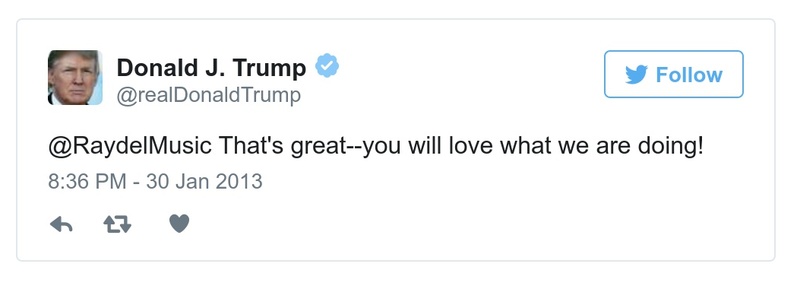 Donald J. Trump
@realDonaldTrump
Follow
@RaydelMusic That's great--you will love what we are doing!
8:36 PM - 30 Jan 2013